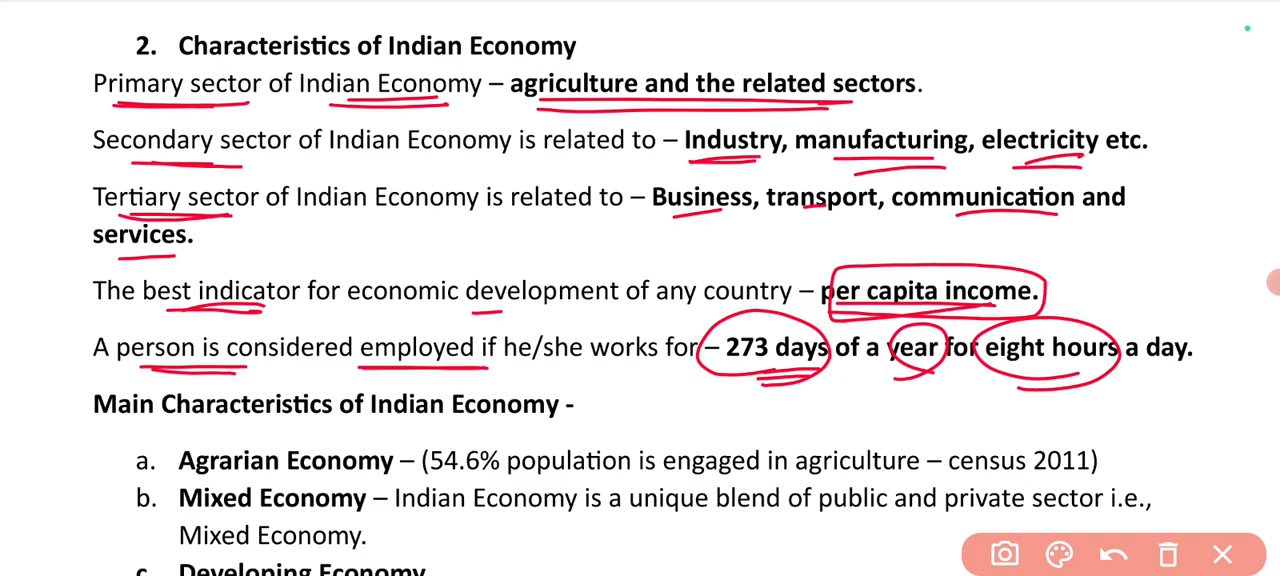 2. Characteristics of Indian Economy
Primary sector of Indian Economy – agriculture and the related sectors.
Secondary sector of Indian Economy is related to – Industry, manufacturing, electricity etc.
Tertiary sector of Indian Economy is related to – Business, transport, communication and
services.
The best indicator for economic development of any country – per capita income.
A person is considered employed if he/she works for – 273 days of a year for eight hours a day.
Main Characteristics of Indian Economy -
a. Agrarian Economy – (54.6% population is engaged in agriculture – census 2011)
b. Mixed Economy – Indian Economy is a unique blend of public and private sector i.e.,
Mixed Economy.
c. Developing Economy